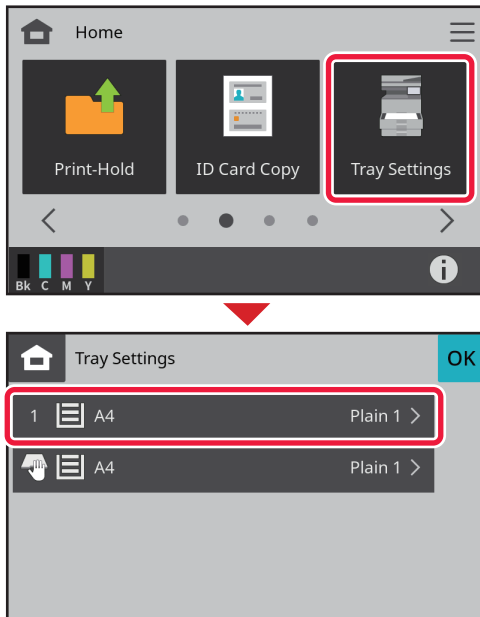 Home
Print-Hold ID Card Copy Tray Settings
Bk C M Y
Tray Settings OK
1 A4 Plain 1
A4 Plain 1